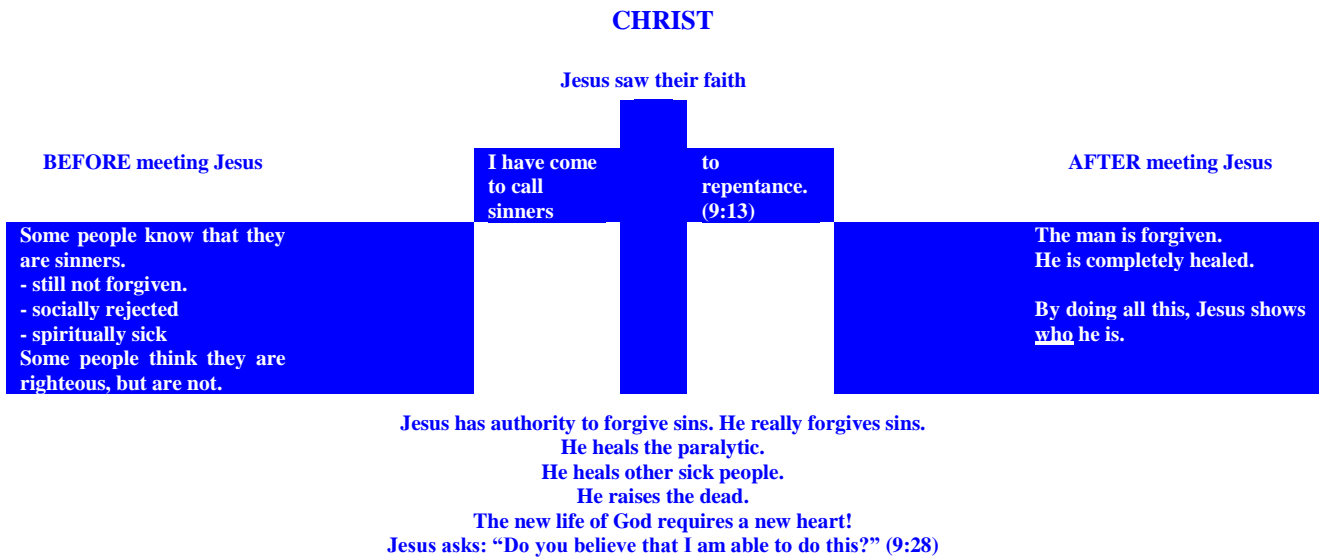 CHRIST
Jesus saw their faith
BEFORE meeting Jesus
I have come
to call
sinners
to
repentance.
(9:13)
AFTER meeting Jesus
Some people know that they
are sinners.
- still not forgiven.
- socially rejected
- spiritually sick
Some people think they are
righteous, but are not.
The man is forgiven.
He is completely healed.
By doing all this, Jesus shows
who he is.
Jesus has authority to forgive sins. He really forgives sins.
He heals the paralytic.
He heals other sick people.
He raises the dead.
The new life of God requires a new heart!
Jesus asks: “Do you believe that I am able to do this?” (9:28)